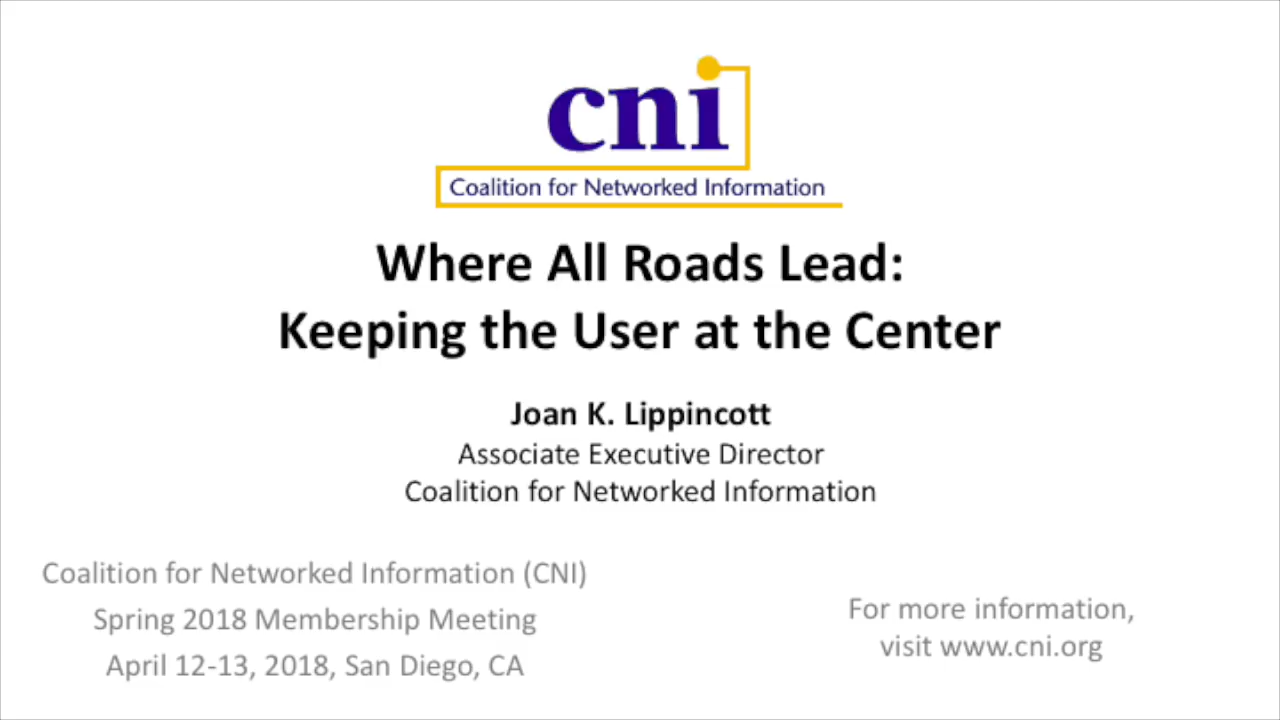 cni
Coalition for Networked Information
Where All Roads Lead:
Keeping the User at the Center
Joan K. Lippincott
Associate Executive Director
Coalition for Networked Information
Coalition for Networked Information (CNI)
Spring 2018 Membership Meeting
April 12-13, 2018, San Diego, CA
For more information,
visit www.cni.org